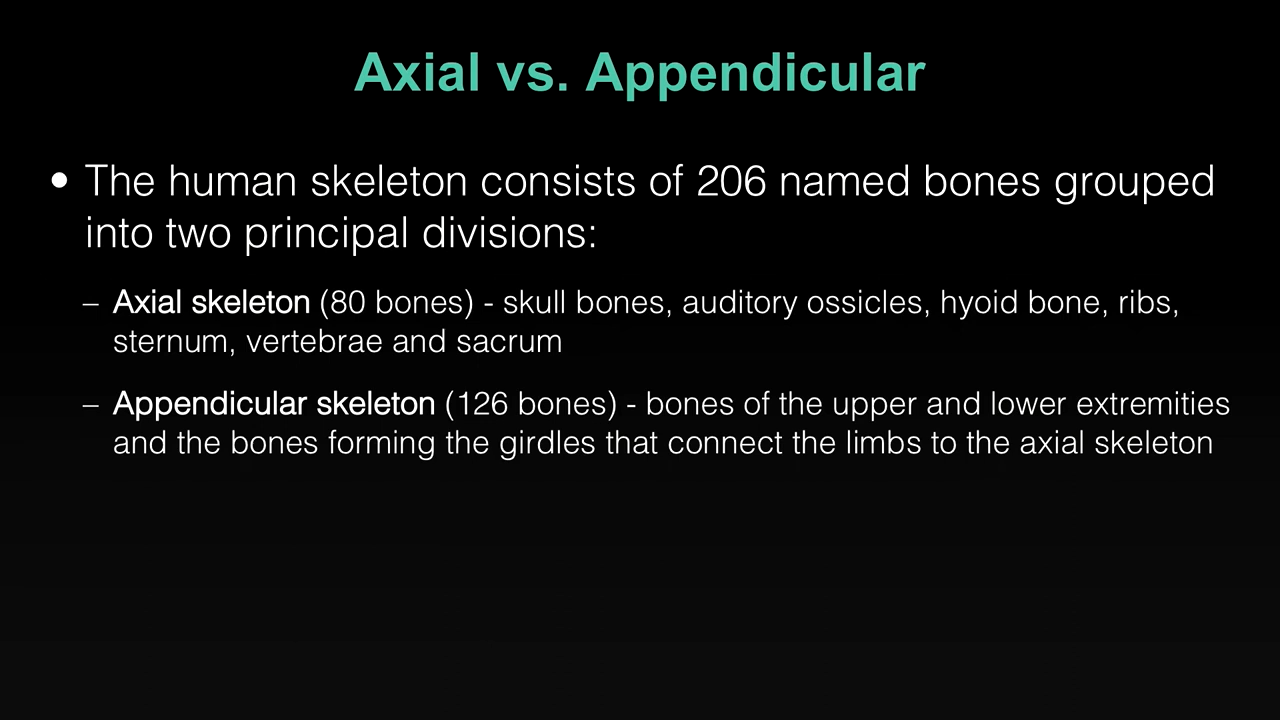 Axial vs. Appendicular
• The human skeleton consists of 206 named bones grouped
into two principal divisions:
– Axial skeleton (80 bones) - skull bones, auditory ossicles, hyoid bone, ribs,
sternum, vertebrae and sacrum
– Appendicular skeleton (126 bones) - bones of the upper and lower extremities
and the bones forming the girdles that connect the limbs to the axial skeleton